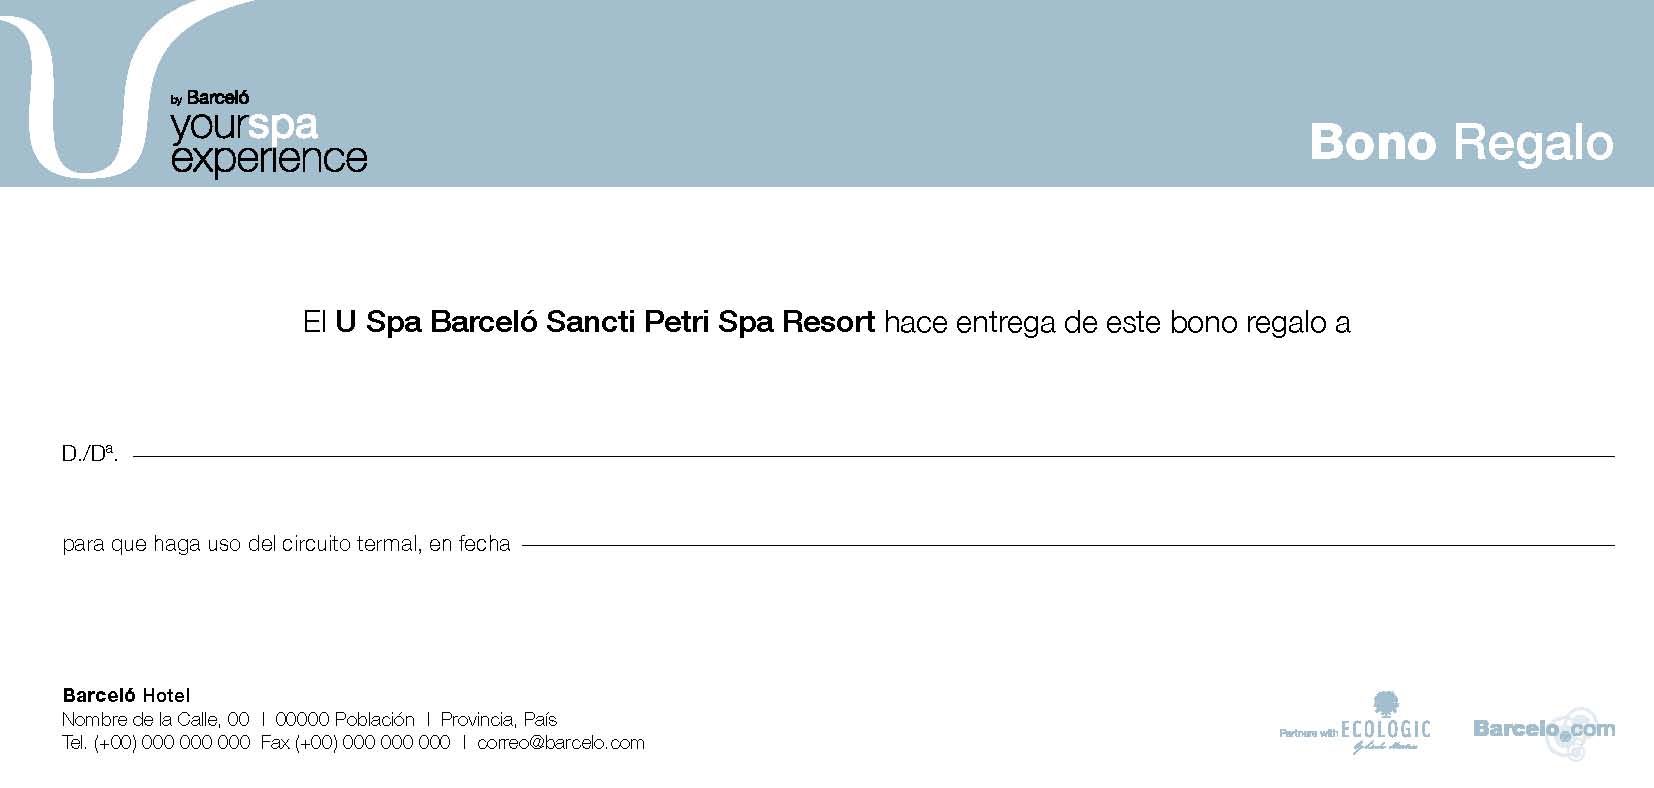 by Barceló
yourspa
experience
Bono Regalo
El U Spa Barceló Sancti Petri Spa Resort hace entrega de este bono regalo a
D./Dª.
para que haga uso del circuito termal, en fecha
Barceló Hotel
Nombre de la Calle, 00 | 00000 Población | Provincia, País
Tel. (+00) 000 000 000 Fax (+00) 000 000 000 | correo@barcelo.com
Partners with ECOLOGIC
Barcelo.com